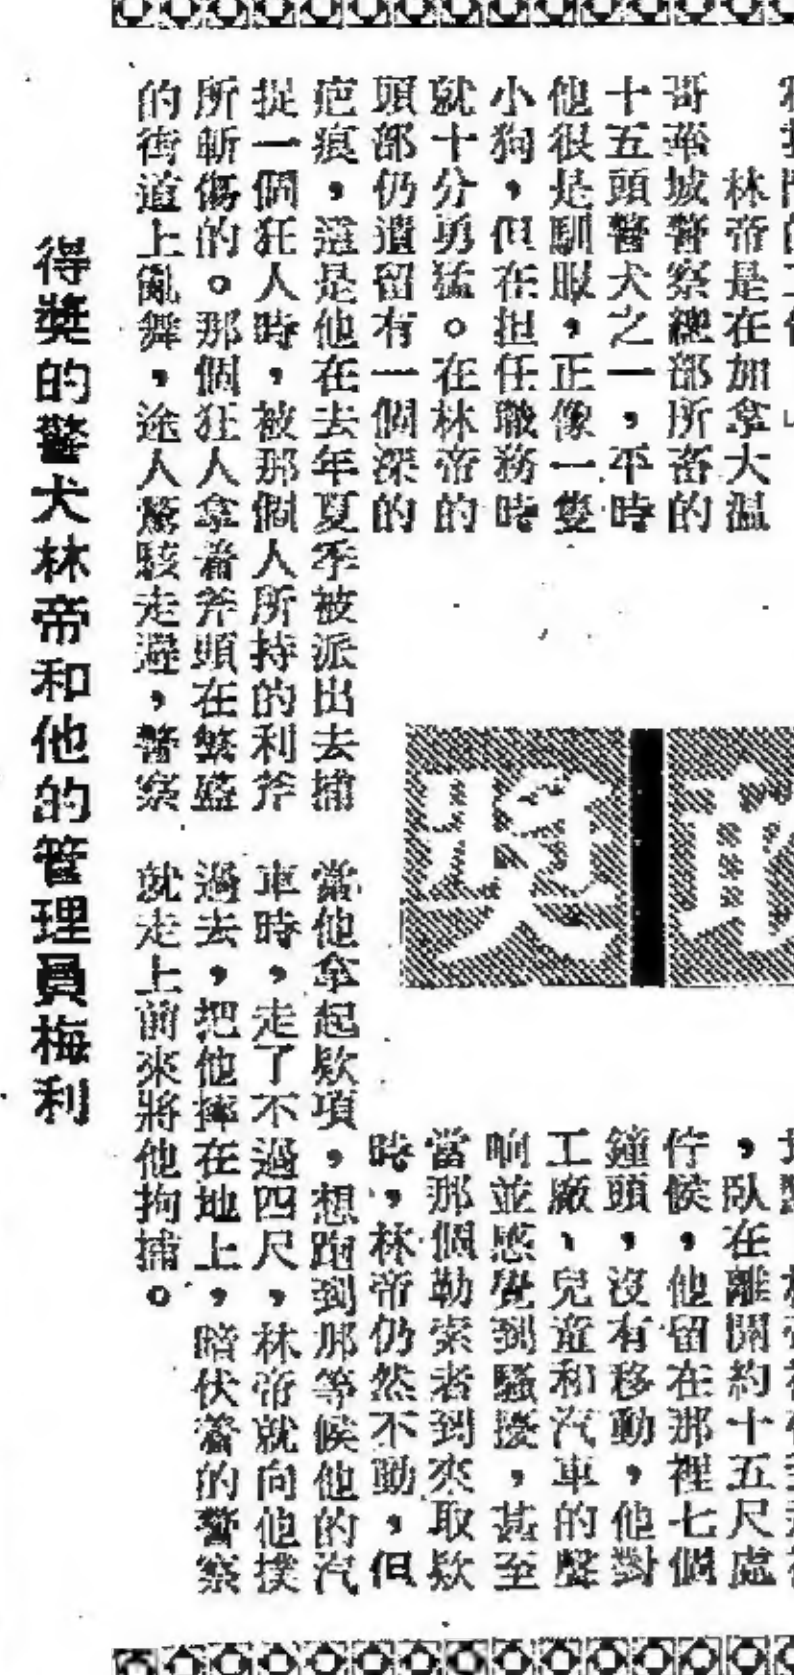 林帝是在加拿大溫
哥華城警察總部所畜的
十五頭警犬之一，平時
他很是馴服，正像一隻
小狗，但在担任職務時
就十分勇猛。在林帝的
頭部仍遺留有一個深的
疤痕，這是他在去年夏季被派出去捕
捉一個狂人時，被那個人所持的利斧
所斬傷的。那個狂人拿着斧頭在繁盛
的街道上亂舞，途人驚駭走避，警察
獎
，臥在離開約十五尺處
佇候，他留在那裡七個
鐘頭，沒有移動，他對
工廠、兒童和汽車的聲
响並感覺到騷擾，甚至
當那個勒索者到來取欵
時，林帝仍然不動，但
當他拿起欵項，想跑到那等候他的汽
車時，走了不過四尺，林帝就向他撲
過去，把他摔在地上，暗伏着的警察
就走上前來將他拘捕。
得獎的警犬林帝和他的管理員梅利